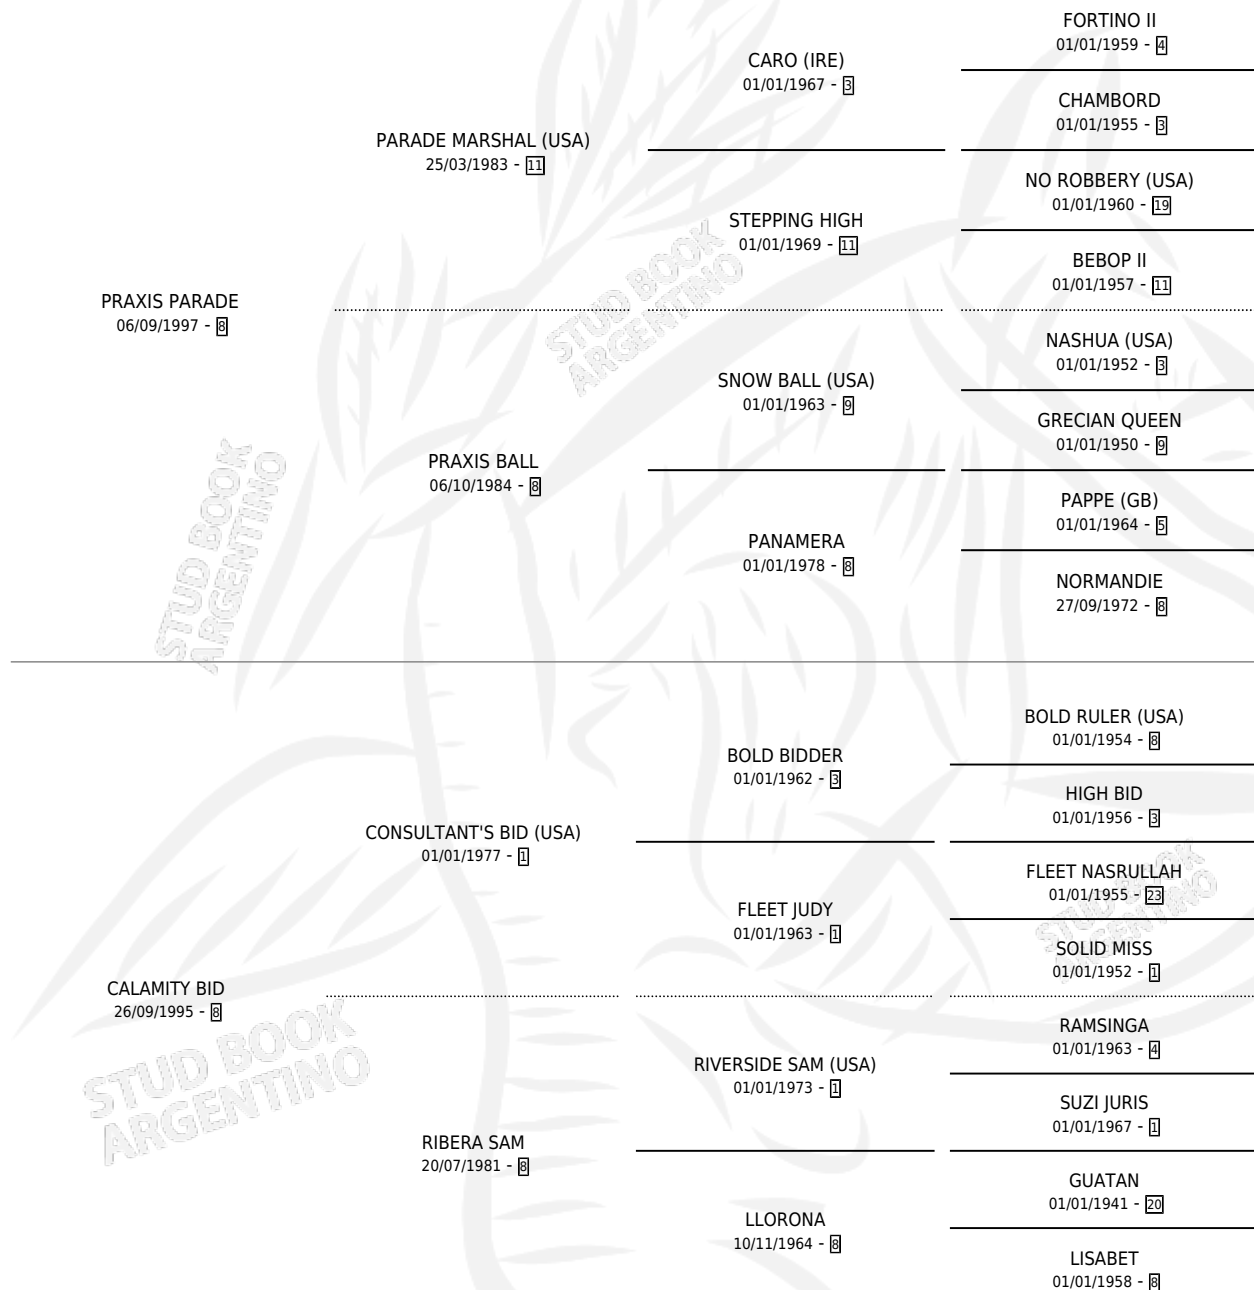 FORTINO II
01/01/1959 - 4
CARO (IRE)
01/01/1967 - 3
CHAMBORD
01/01/1955 - 3
PARADE MARSHAL (USA)
25/03/1983 - 11
NO ROBBERY (USA)
01/01/1960 - 19
STEPPING HIGH
01/01/1969 - 11
BEBOP II
01/01/1957 - 11
PRAXIS PARADE
06/09/1997 - 8
STUD BOOK
ARGENTINO
NASHUA (USA)
01/01/1952 - 3
SNOW BALL (USA)
01/01/1963 - 9
GRECIAN QUEEN
01/01/1950 - 9
PRAXIS BALL
06/10/1984 - 8
PAPPE (GB)
01/01/1964 - 5
PANAMERA
01/01/1978 - 8
NORMANDIE
27/09/1972 - 8
STUD BOOK
ARGENTINO
BOLD RULER (USA)
01/01/1954 - 8
BOLD BIDDER
01/01/1962 - 3
HIGH BID
01/01/1956 - 3
CONSULTANT'S BID (USA)
01/01/1977 - 1
FLEET NASRULLAH
01/01/1955 - 23
FLEET JUDY
01/01/1963 - 1
STUD BOOK
ARGENTINO
SOLID MISS
01/01/1952 - 1
CALAMITY BID
26/09/1995 - 8
STUD BOOK
ARGENTINO
RAMSINGA
01/01/1963 - 4
RIVERSIDE SAM (USA)
01/01/1973 - 1
SUZI JURIS
01/01/1967 - 1
RIBERA SAM
20/07/1981 - 8
GUATAN
01/01/1941 - 20
LLORONA
10/11/1964 - 8
LISABET
01/01/1958 - 8